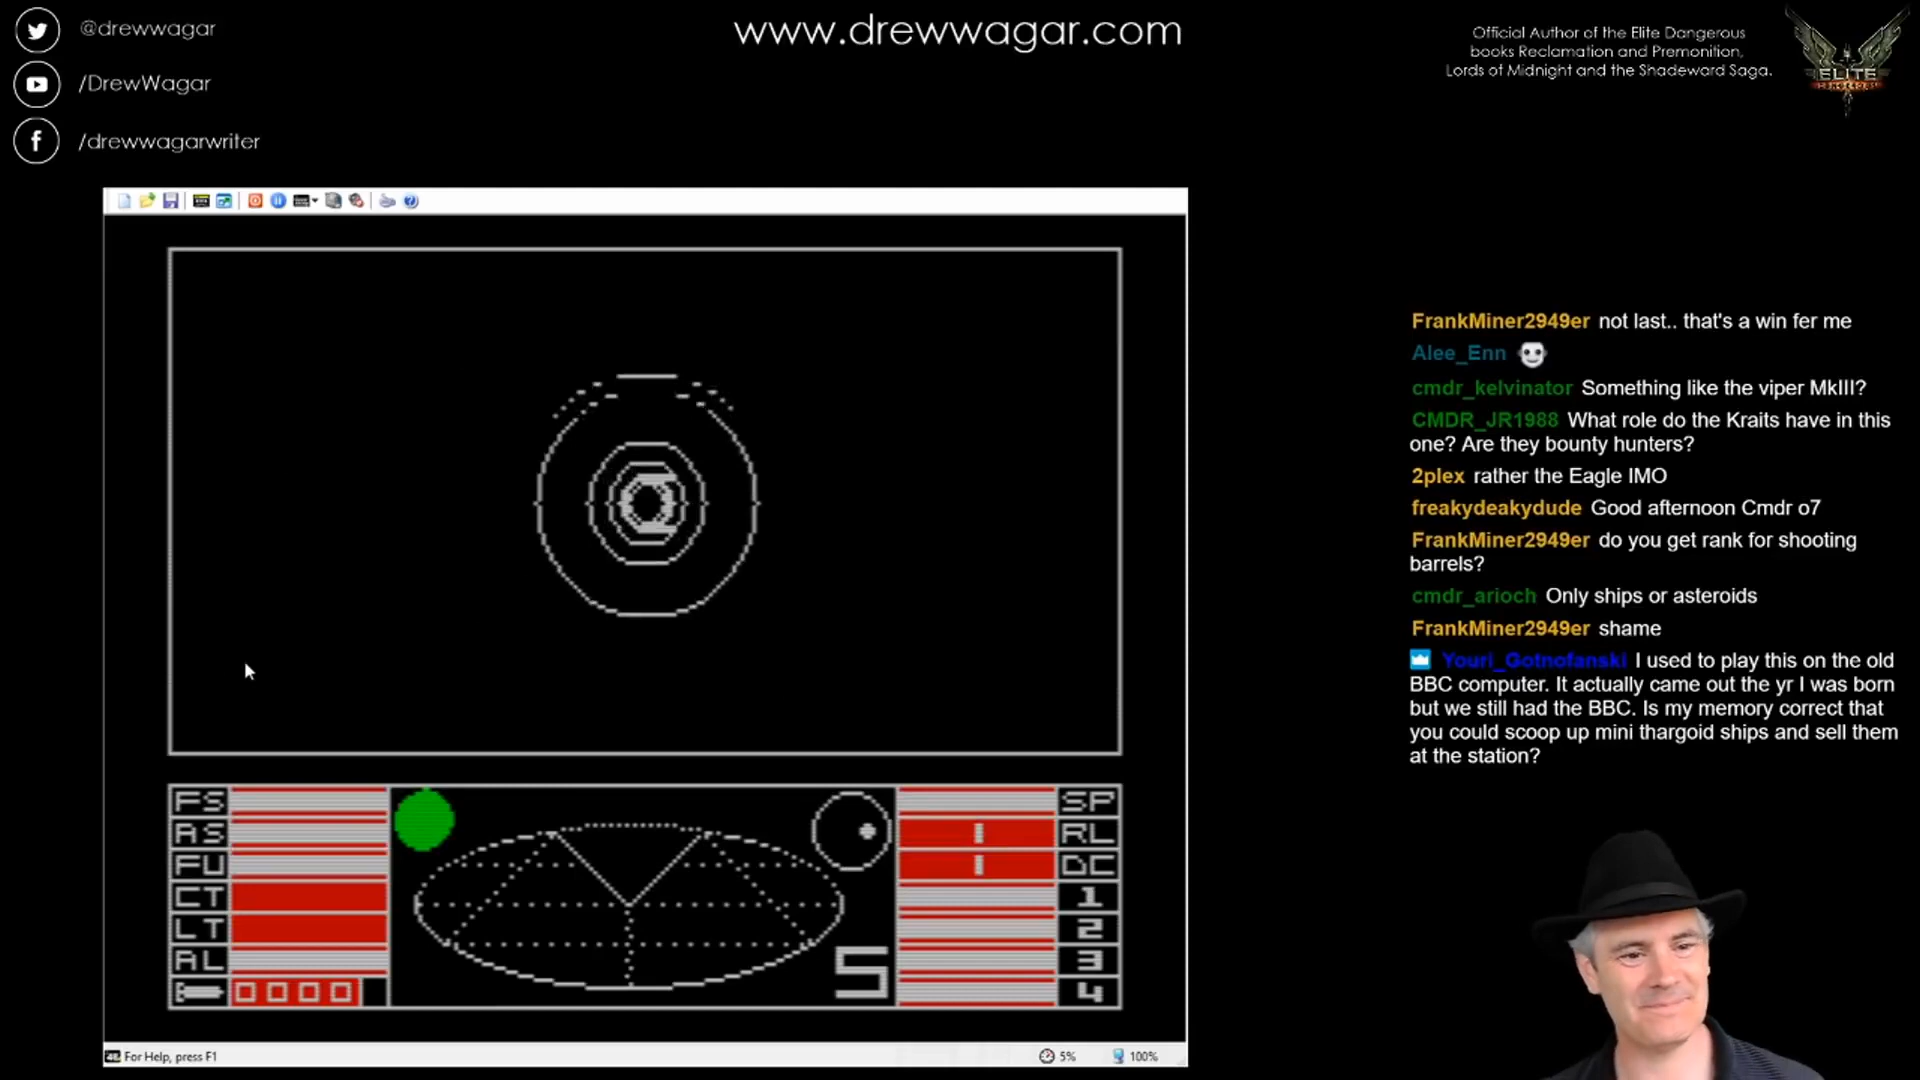 @drewwagar
/DrewWagar
/drewwagarwriter
www.drewwagar.com
Official Author of the Elite Dangerous
books Reclamation and Premonition,
Lords of Midnight and the Shadeward Saga.
ELITE
DANGEROUS
FS
AS
FU
CT
LT
AL
S
SP
RL
DC
1
2
3
4
For Help, press F1
5%
100%
FrankMiner2949er not last.. that's a win fer me
Alee_Enn
cmdr_kelvinator Something like the viper MkIII?
CMDR_JR1988 What role do the Kraits have in this
one? Are they bounty hunters?
2plex rather the Eagle IMO
freakydeakydude Good afternoon Cmdr o7
FrankMiner2949er do you get rank for shooting
barrels?
cmdr_arioch Only ships or asteroids
FrankMiner2949er shame
Youri_Gotnofanski I used to play this on the old
BBC computer. It actually came out the yr I was born
but we still had the BBC. Is my memory correct that
you could scoop up mini thargoid ships and sell them
at the station?